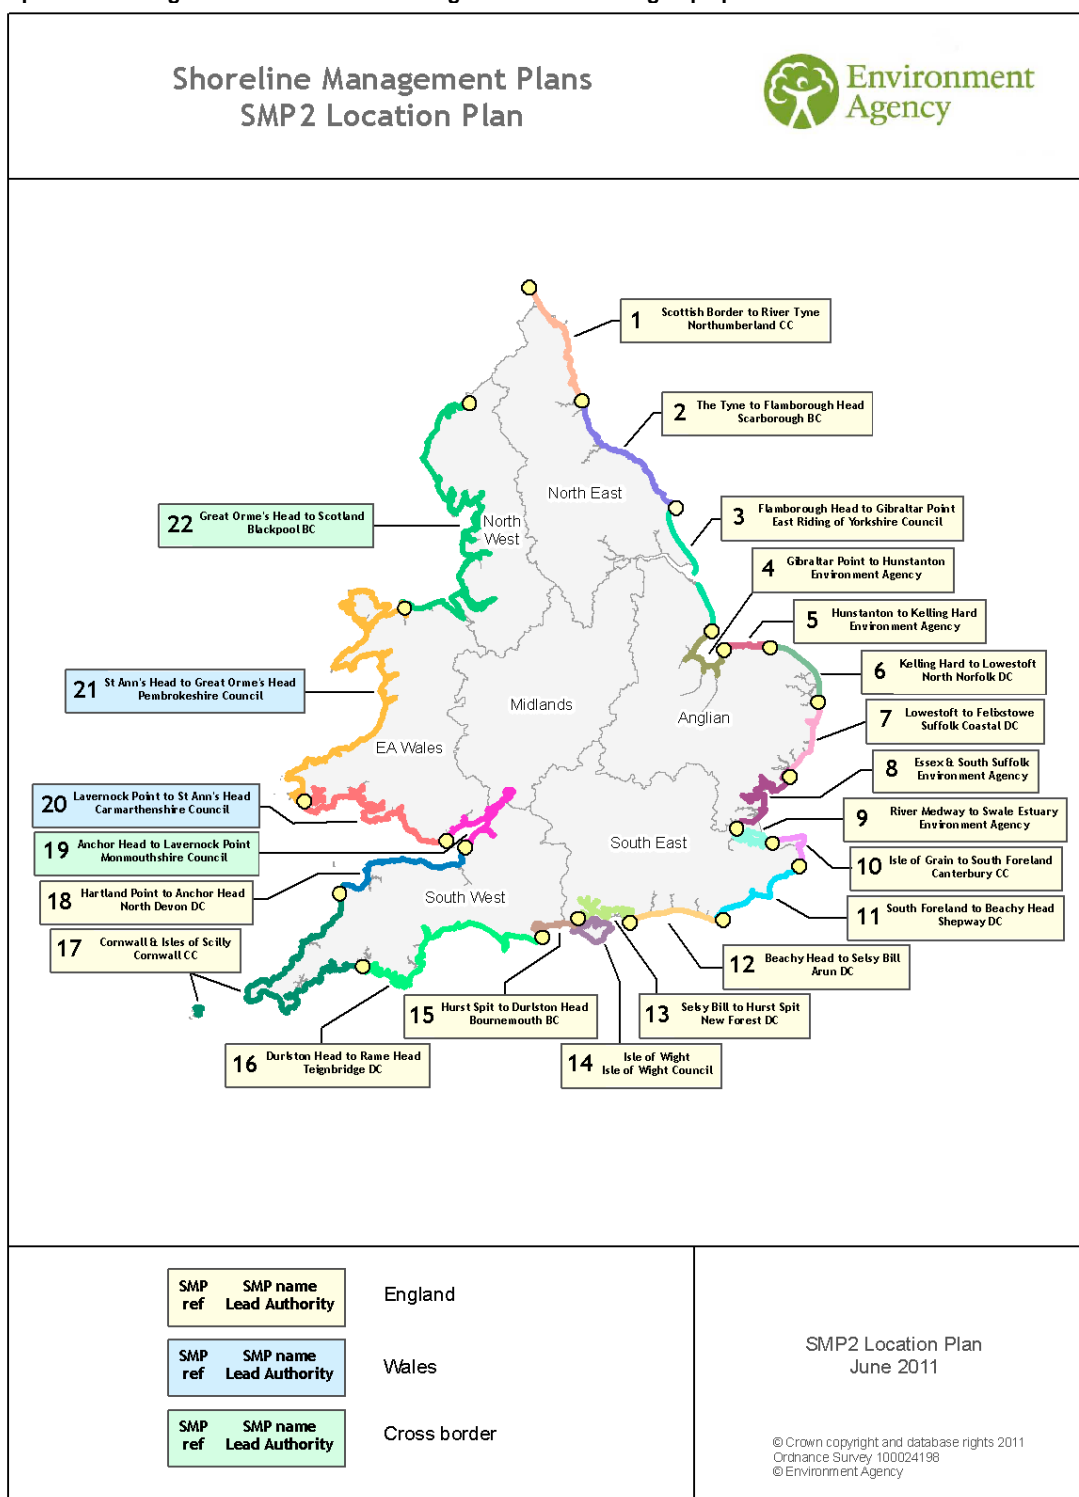 Shoreline Management Plans
SMP2 Location Plan
Environment
Agency
1 Scottish Border to River Tyne
Northumberland CC
2 The Tyne to Flamborough Head
Scarborough BC
North East
3 Flamborough Head to Gibraltar Point
East Riding of Yorkshire Council
22 Great Orme's Head to Scotland
Blackpool BC
North
West
4 Gibraltar Point to Hunstanton
Environment Agency
5 Hunstanton to Kelling Hard
Environment Agency
6 Kelling Hard to Lowestoft
North Norfolk DC
21 St Ann's Head to Great Orme's Head
Pembrokeshire Council
Midlands
Anglian
7 Lowestoft to Felixstowe
Suffolk Coastal DC
EA Wales
8 Essex & South Suffolk
Environment Agency
20 Lavernock Point to St Ann's Head
Carmarthenshire Council
9 River Medway to Swale Estuary
Environment Agency
19 Anchor Head to Lavernock Point
Monmouthshire Council
South East
10 Isle of Grain to South Foreland
Canterbury CC
18 Hartland Point to Anchor Head
North Devon DC
South West
11 South Foreland to Beachy Head
Shepway DC
17 Cornwall & Isles of Scilly
Cornwall CC
12 Beachy Head to Selsy Bill
Arun DC
15 Hurst Spit to Durlston Head
Bournemouth BC
13 Selsy Bill to Hurst Spit
New Forest DC
16 Durlston Head to Rame Head
Teignbridge DC
14 Isle of Wight
Isle of Wight Council
SMP SMP name
ref Lead Authority
England
SMP SMP name
ref Lead Authority
Wales
SMP SMP name
ref Lead Authority
Cross border
SMP2 Location Plan
June 2011
© Crown copyright and database rights 2011
Ordnance Survey 100024198
© Environment Agency